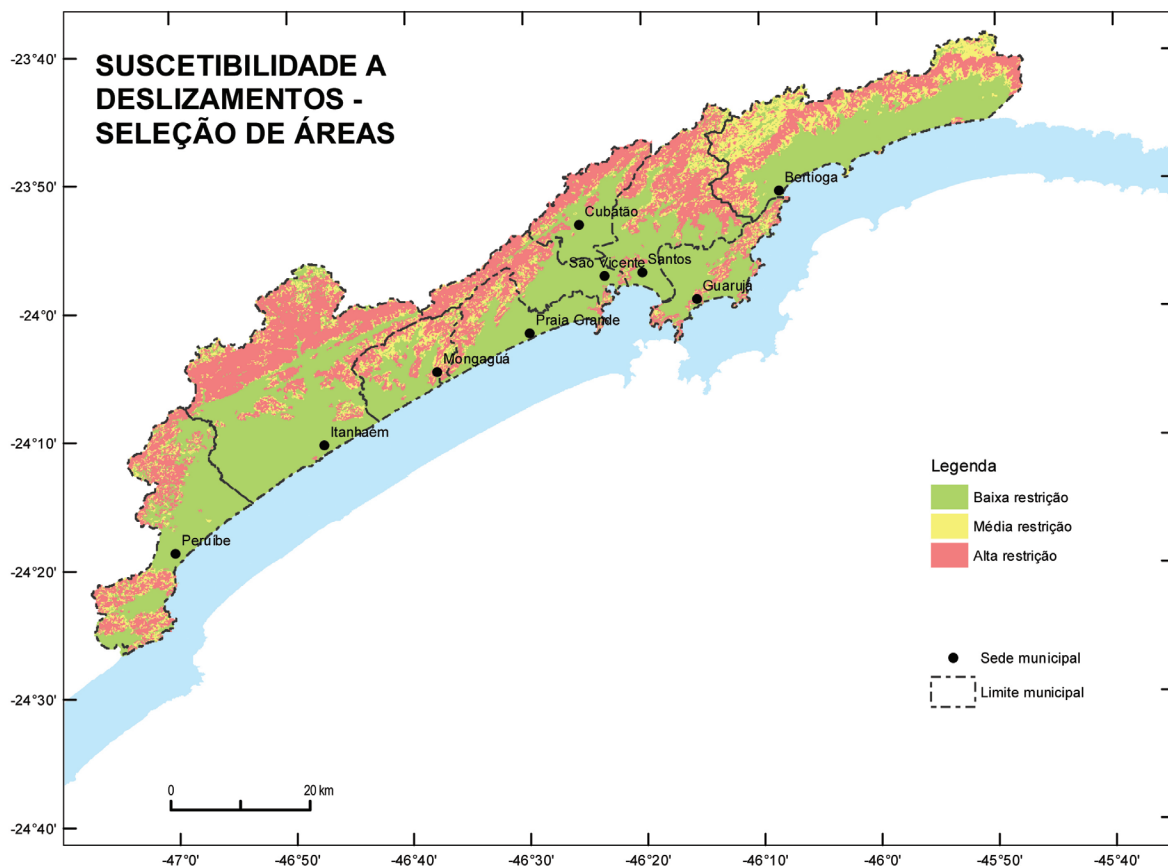 SUSCETIBILIDADE A
DESLIZAMENTOS -
SELEÇÃO DE ÁREAS
-23°40'
-23°50'
-24°0'
-24°10'
-24°20'
-24°30'
-24°40'
Bertioga
Cubatão
São Vicente
Santos
Guarujá
Praia Grande
Mongaguá
Itanhaém
Peruíbe
Legenda
Baixa restrição
Média restrição
Alta restrição
Sede municipal
Limite municipal
0 20 km
-47°0' -46°50' -46°40' -46°30' -46°20' -46°10' -46°0' -45°50' -45°40'